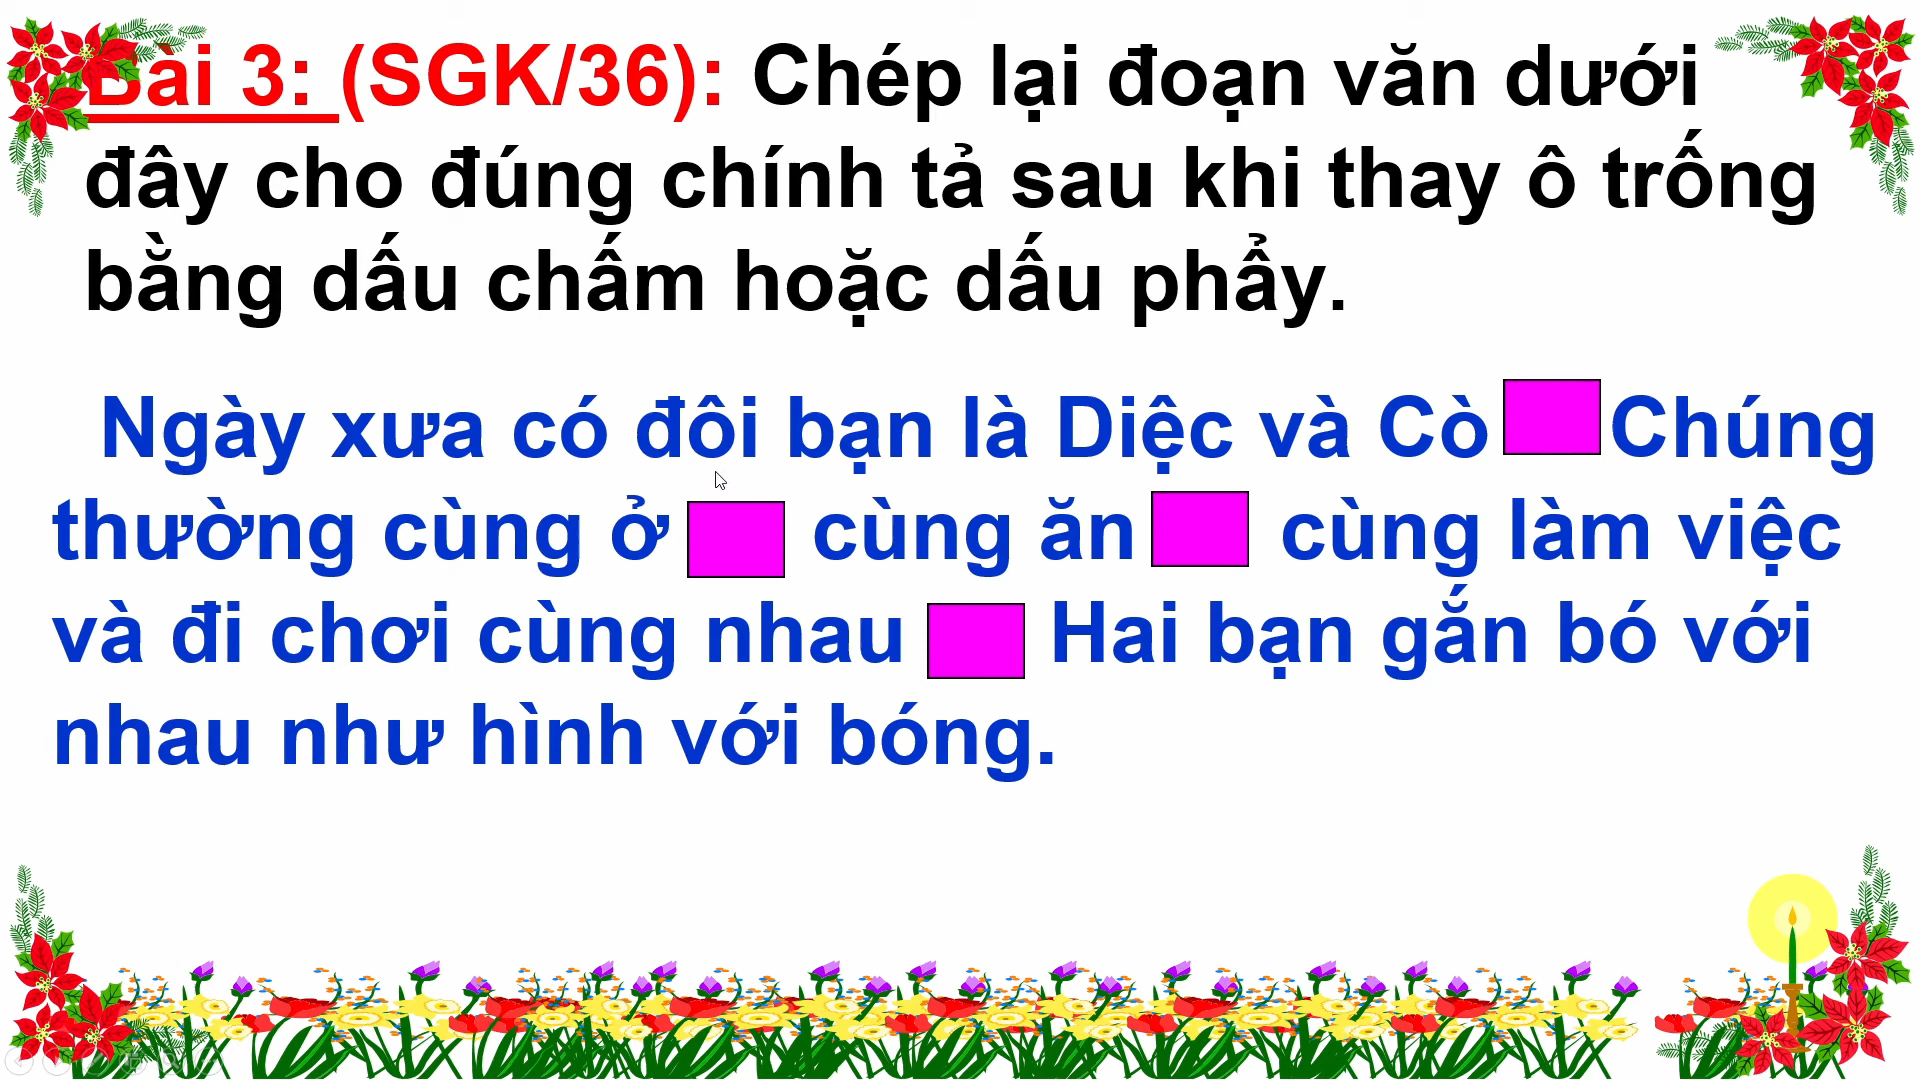 Bài 3: (SGK/36): Chép lại đoạn văn dưới
đây cho đúng chính tả sau khi thay ô trống
bằng dấu chấm hoặc dấu phẩy.
Ngày xưa có đôi bạn là Diệc và Cò Chúng
thường cùng ở cùng ăn cùng làm việc
và đi chơi cùng nhau Hai bạn gắn bó với
nhau như hình với bóng.